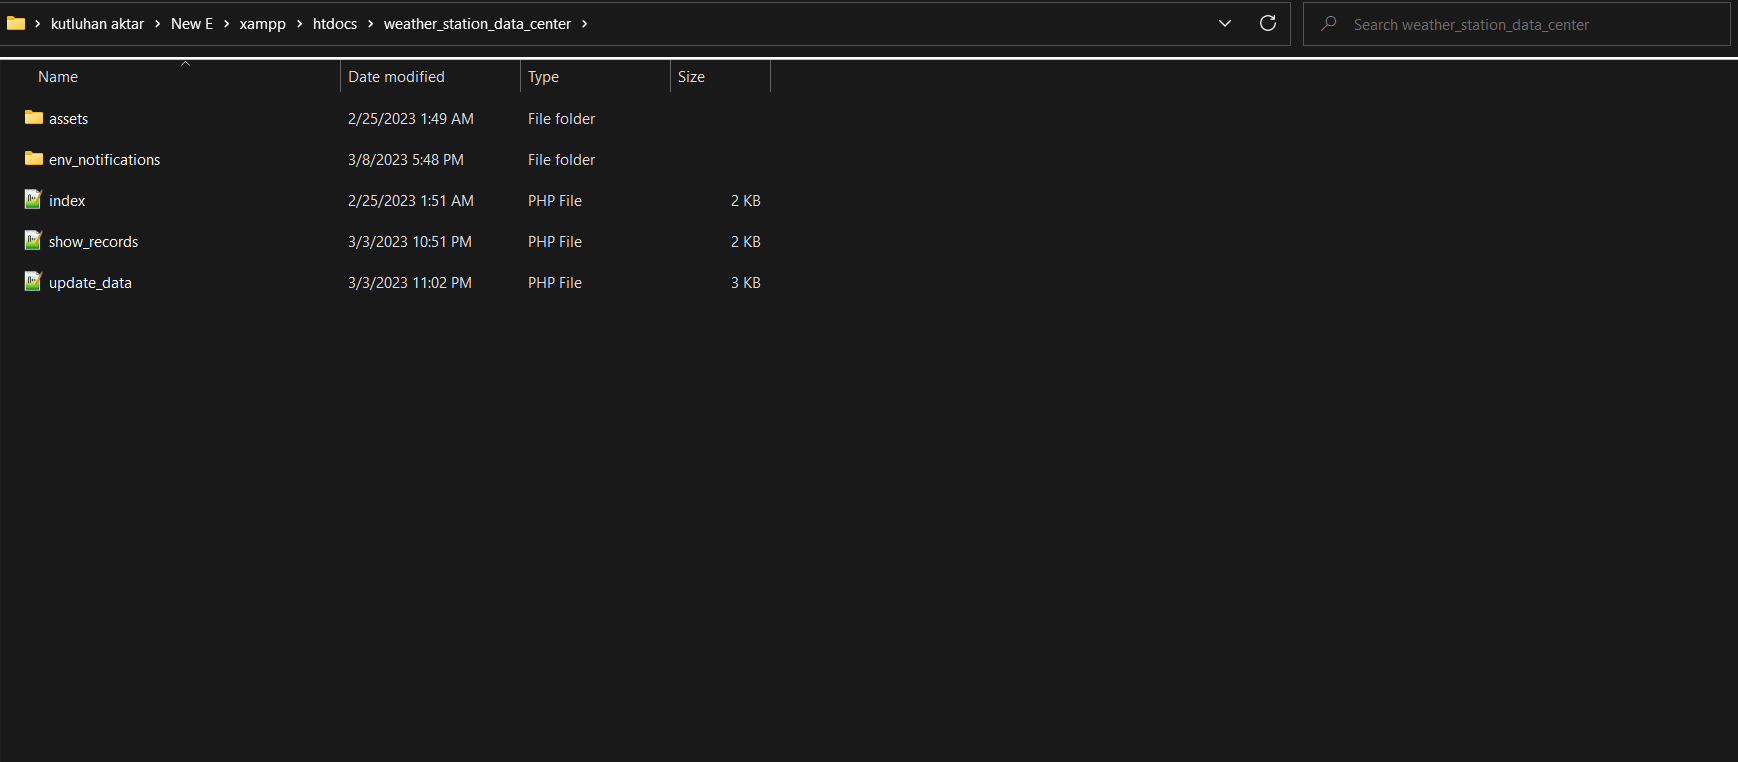 kutluhan aktar New E xampp htdocs weather_station_data_center Search weather_station_data_center
Name Date modified Type Size
assets 2/25/2023 1:49 AM File folder
env_notifications 3/8/2023 5:48 PM File folder
index 2/25/2023 1:51 AM PHP File 2 KB
show_records 3/3/2023 10:51 PM PHP File 2 KB
update_data 3/3/2023 11:02 PM PHP File 3 KB